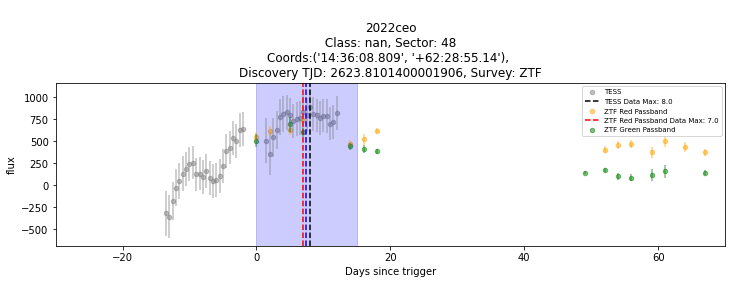 2022ceo
Class: nan, Sector: 48
Coords:('14:36:08.809', '+62:28:55.14'),
Discovery TJD: 2623.8101400001906, Survey: ZTF
TESS
TESS Data Max: 8.0
ZTF Red Passband
ZTF Red Passband Data Max: 7.0
ZTF Green Passband
1000
750
500
250
0
−250
−500
flux
−20 0 20 40 60
Days since trigger